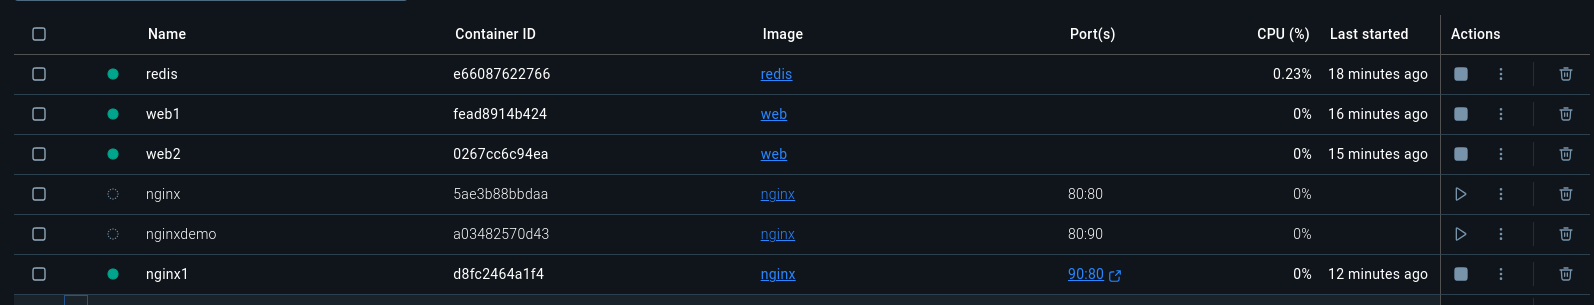 Name Container ID Image Port(s) CPU (%) Last started Actions
redis e66087622766 redis 0.23% 18 minutes ago
web1 fead8914b424 web 0% 16 minutes ago
web2 0267cc6c94ea web 0% 15 minutes ago
nginx 5ae3b88bbdaa nginx 80:80 0%
nginxdemo a03482570d43 nginx 80:90 0%
nginx1 d8fc2464a1f4 nginx 90:80 0% 12 minutes ago